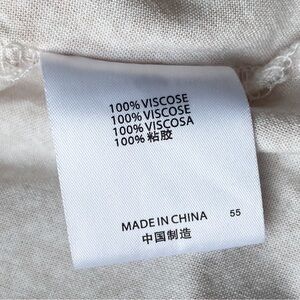 100% VISCOSE
100% VISCOSE
100% VISCOSA
100% 粘胶
MADE IN CHINA 55
中国制造